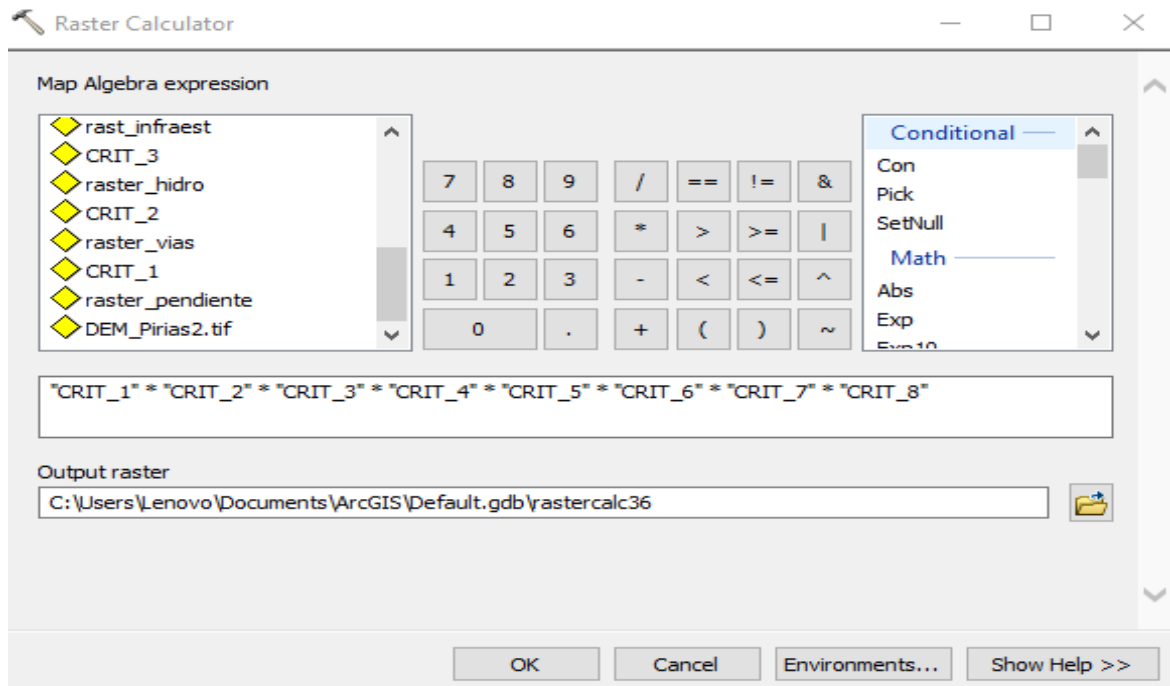 Raster Calculator
Map Algebra expression
rast_infraest
CRIT_3
raster_hidro
CRIT_2
raster_vias
CRIT_1
raster_pendiente
DEM_Pirias2.tif
7 8 9 / == != &
4 5 6 * > >= |
1 2 3 - < <= ^
0 . + ( ) ~
Conditional
Con
Pick
SetNull
Math
Abs
Exp
Exp10
"CRIT_1" * "CRIT_2" * "CRIT_3" * "CRIT_4" * "CRIT_5" * "CRIT_6" * "CRIT_7" * "CRIT_8"
Output raster
C:\Users\Lenovo\Documents\ArcGIS\Default.gdb\rastercalc36
OK Cancel Environments... Show Help >>